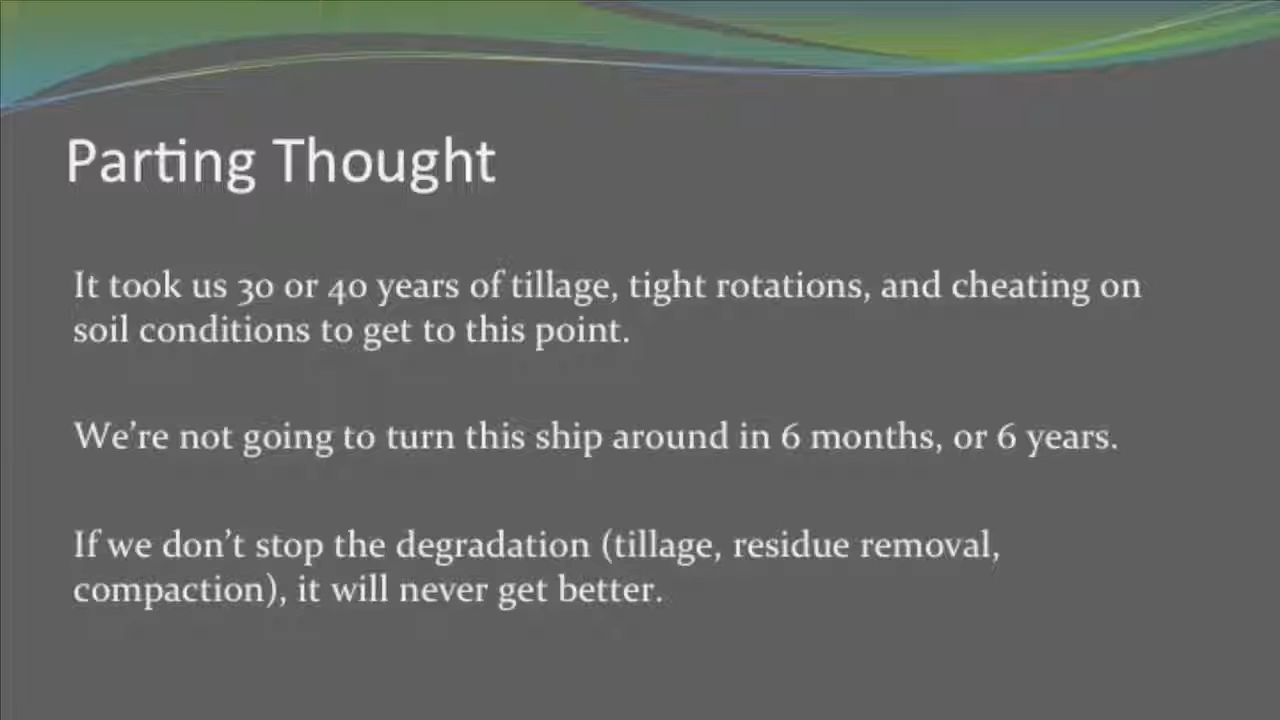 Parting Thought
It took us 30 or 40 years of tillage, tight rotations, and cheating on
soil conditions to get to this point.
We’re not going to turn this ship around in 6 months, or 6 years.
If we don’t stop the degradation (tillage, residue removal,
compaction), it will never get better.